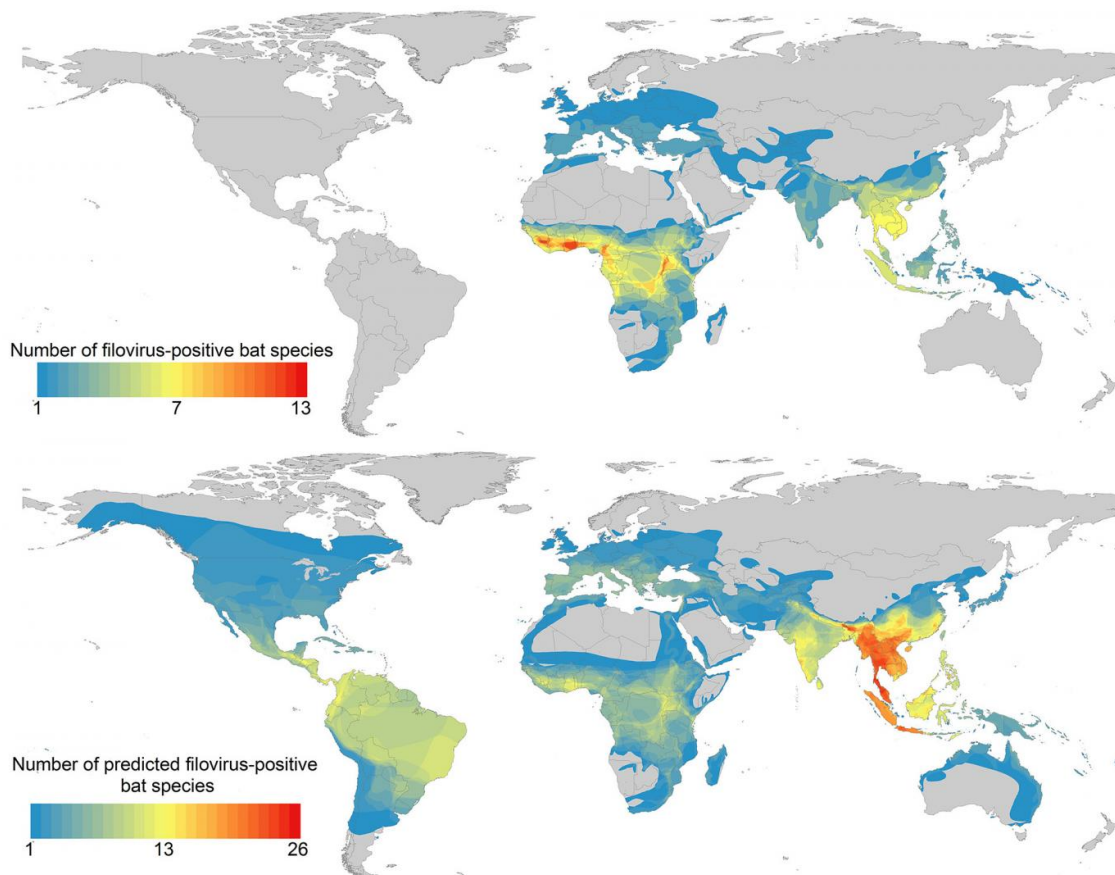 Number of filovirus-positive bat species
1 7 13
Number of predicted filovirus-positive
bat species
1 13 26